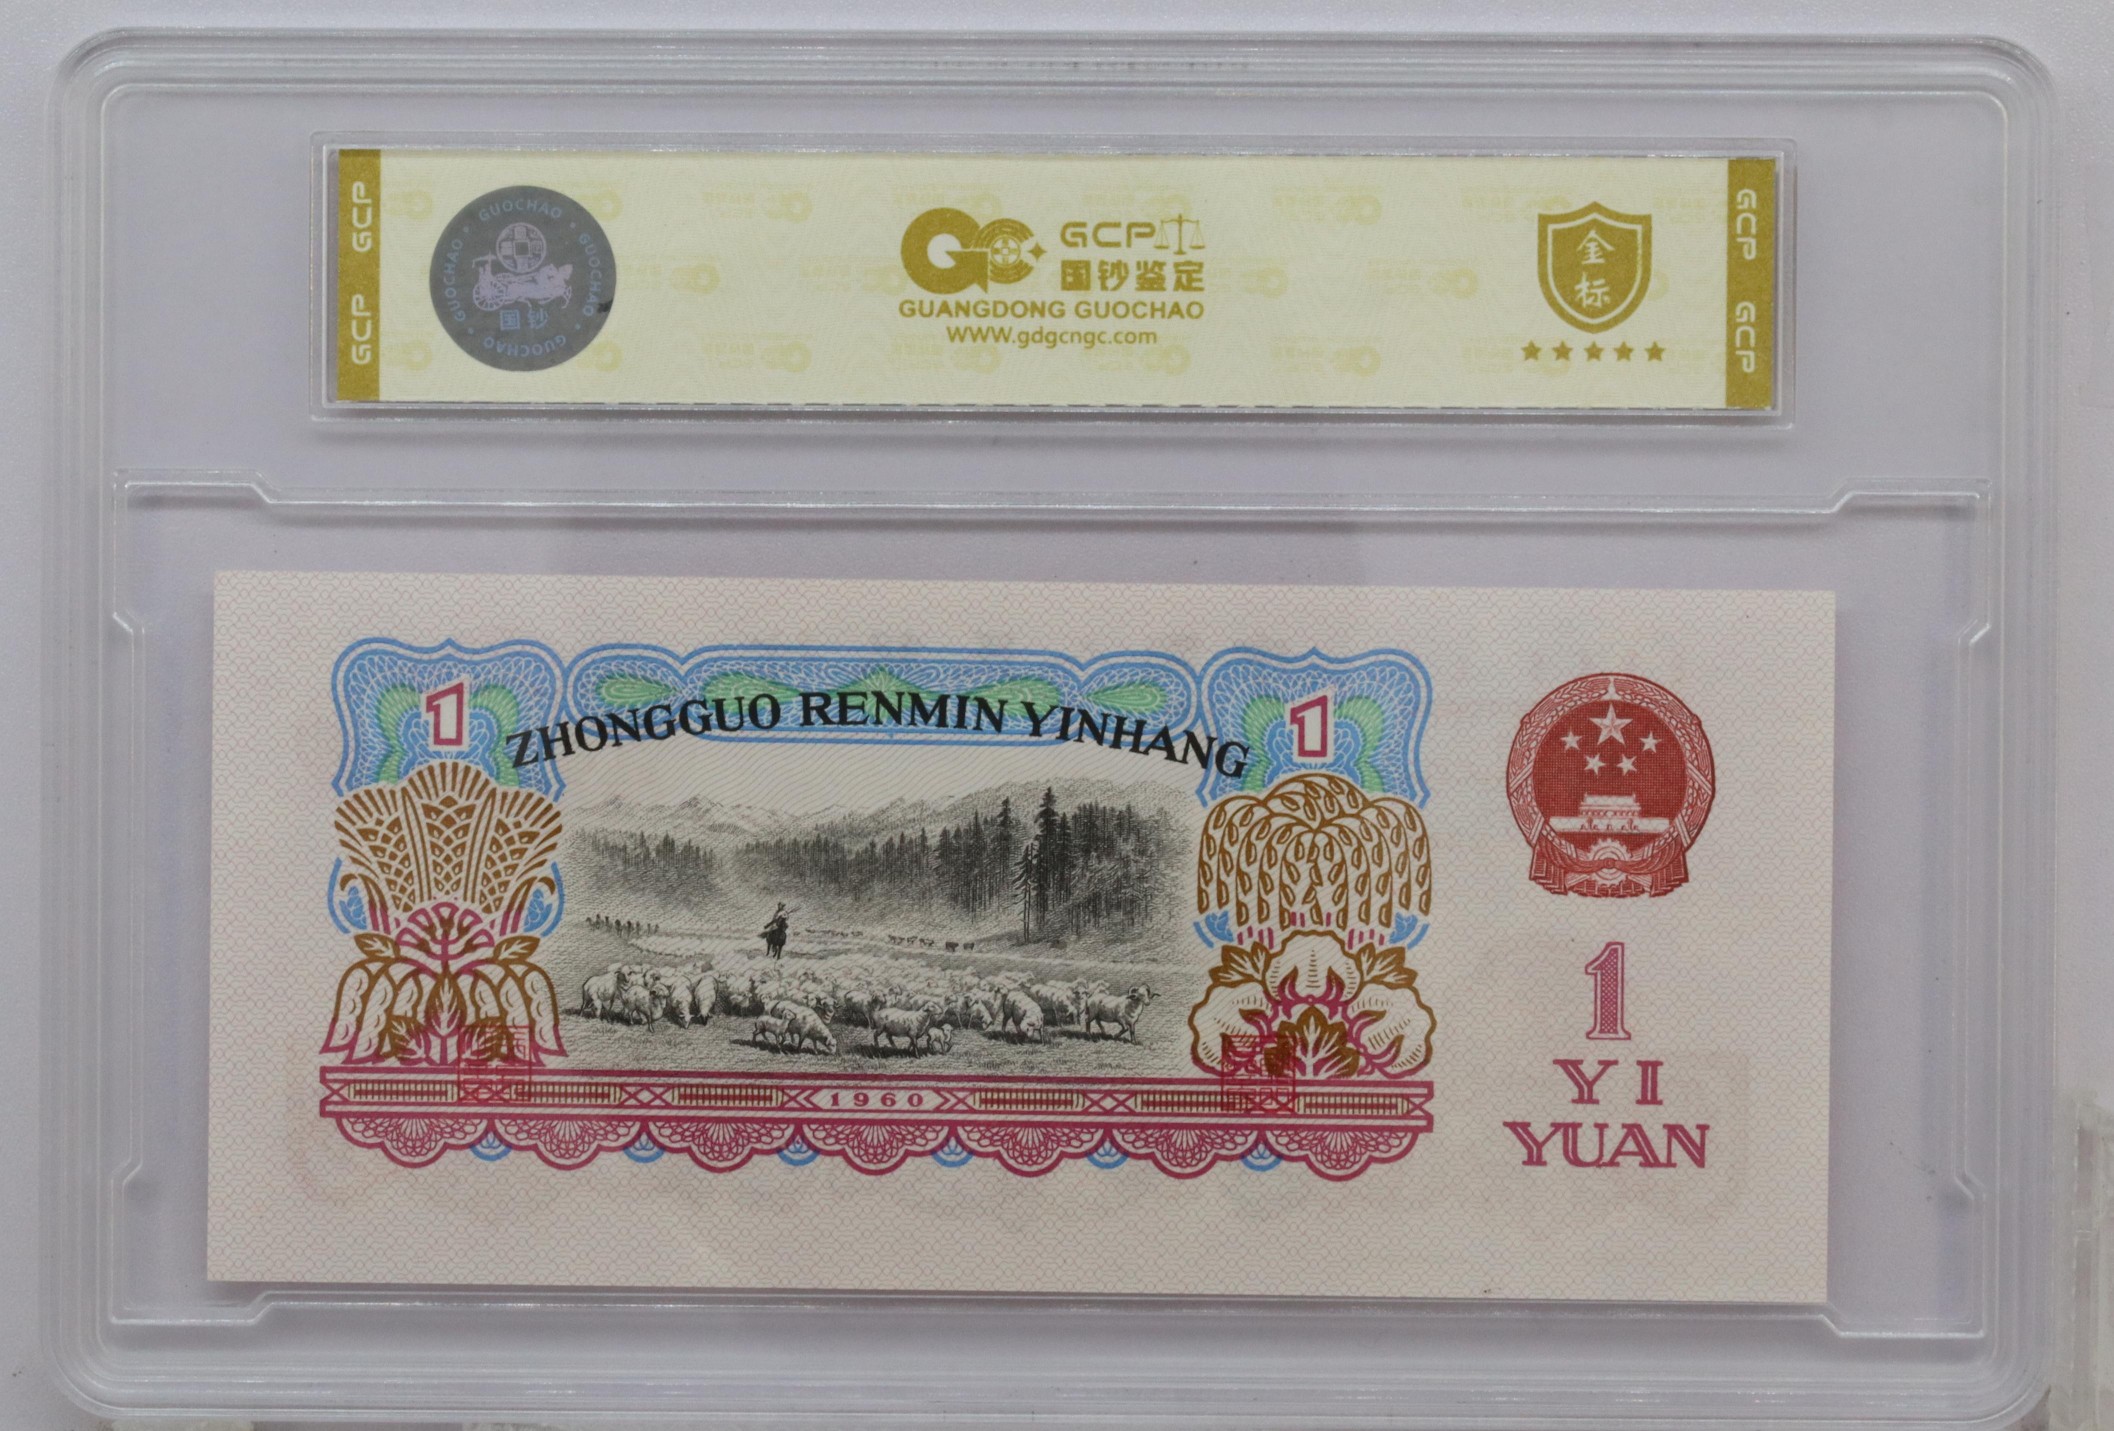 GCP
GCP
GUOCHAO • GUOCHAO • GUOCHAO • GUOCHAO
国钞
GCP
国钞鉴定
GUANGDONG GUOCHAO
WWW.gdgcngc.com
金
标
GCP
GCP
ZHONGGUO RENMIN YINHANG
1
1
1960
1
YI
YUAN